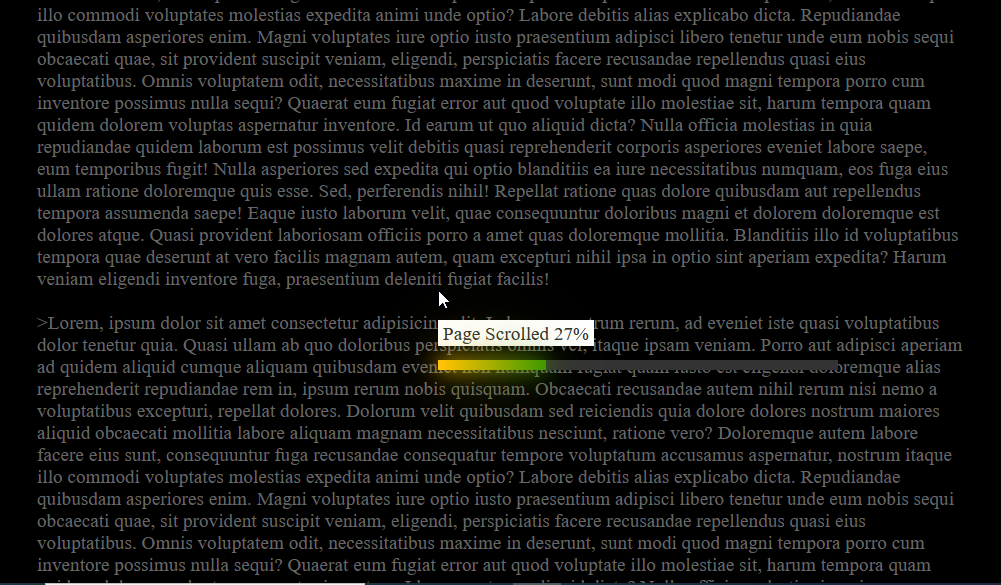 illo commodi voluptates molestias expedita animi unde optio? Labore debitis alias explicabo dicta. Repudiandae
quibusdam asperiores enim. Magni voluptates iure optio iusto praesentium adipisci libero tenetur unde eum nobis sequi
obcaecati quae, sit provident suscipit veniam, eligendi, perspiciatis facere recusandae repellendus quasi eius
voluptatibus. Omnis voluptatem odit, necessitatibus maxime in deserunt, sunt modi quod magni tempora porro cum
inventore possimus nulla sequi? Quaerat eum fugiat error aut quod voluptate illo molestiae sit, harum tempora quam
quidem dolorem voluptas aspernatur inventore. Id earum ut quo aliquid dicta? Nulla officia molestias in quia
repudiandae quidem laborum est possimus velit debitis quasi reprehenderit corporis asperiores eveniet labore saepe,
eum temporibus fugit! Nulla asperiores sed expedita qui optio blanditiis ea iure necessitatibus numquam, eos fuga eius
ullam ratione doloremque quis esse. Sed, perferendis nihil! Repellat ratione quas dolore quibusdam aut repellendus
tempora assumenda saepe! Eaque iusto laborum velit, quae consequuntur doloribus magni et dolorem doloremque est
dolores atque. Quasi provident laboriosam officiis porro a amet quas doloremque mollitia. Blanditiis illo id voluptatibus
tempora quae deserunt at vero facilis magnam autem, quam excepturi nihil ipsa in optio sint aperiam expedita? Harum
veniam eligendi inventore fuga, praesentium deleniti fugiat facilis!
>Lorem, ipsum dolor sit amet consectetur rerum, ad eveniet iste quasi voluptatum
Page Scrolled 27%
dolor tenetur quia. Quasi ullam ab quo doloribus itaque ipsam veniam. Porro aut adipisci aperiam
ad quidem aliquid cumque aliquam quibusdam alias
reprehenderit repudiandae rem in, ipsum rerum nobis quisquam. Obcaecati recusandae autem nihil rerum nisi nemo a
voluptatibus excepturi, repellat dolores. Dolorum velit quibusdam sed reiciendis quia dolore dolores nostrum maiores
aliquid obcaecati mollitia labore aliquam magnam necessitatibus nesciunt, ratione vero? Doloremque autem labore
facere eius sunt, consequuntur fuga recusandae consequatur tempore voluptatum accusamus aspernatur, nostrum itaque
illo commodi voluptates molestias expedita animi unde optio? Labore debitis alias explicabo dicta. Repudiandae
quibusdam asperiores enim. Magni voluptates iure optio iusto praesentium adipisci libero tenetur unde eum nobis sequi
obcaecati quae, sit provident suscipit veniam, eligendi, perspiciatis facere recusandae repellendus quasi eius
voluptatibus. Omnis voluptatem odit, necessitatibus maxime in deserunt, sunt modi quod magni tempora porro cum
inventore possimus nulla sequi? Quaerat eum fugiat error aut quod voluptate illo molestiae sit, harum tempora quam